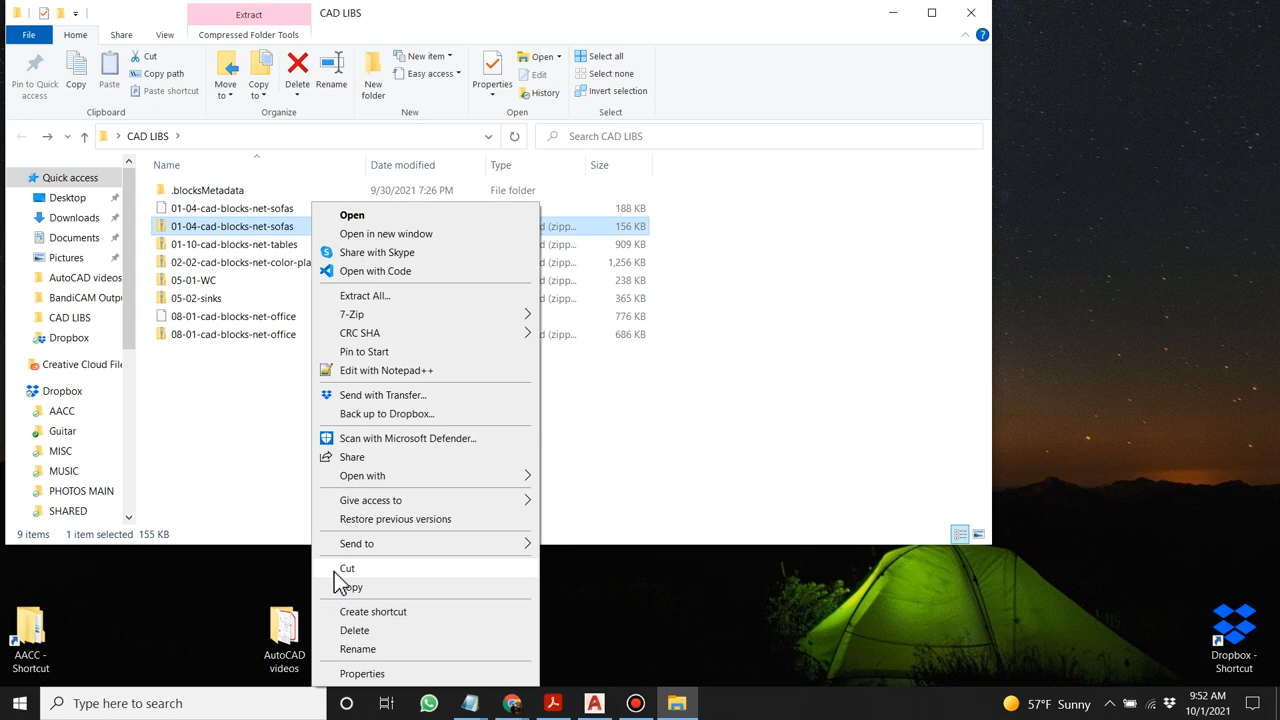 Extract
CAD LIBS
File
Home
Share
View
Compressed Folder Tools
Pin to Quick access
Copy
Paste
Cut
Copy path
Paste shortcut
Clipboard
Move to
Copy to
Delete
Rename
Organize
New folder
New item
Easy access
New
Properties
Open
Edit
History
Open
Select all
Select none
Invert selection
Select
CAD LIBS
Search CAD LIBS
Name
Date modified
Type
Size
Quick access
Desktop
Downloads
Documents
Pictures
AutoCAD videos
BandiCAM Outpu
CAD LIBS
Dropbox
Creative Cloud File
Dropbox
AACC
Guitar
MISC
MUSIC
PHOTOS MAIN
SHARED
.blocksMetadata 9/30/2021 7:26 PM File folder
01-04-cad-blocks-net-sofas 188 KB
01-04-cad-blocks-net-sofas d (zipp... 156 KB
01-10-cad-blocks-net-tables d (zipp... 909 KB
02-02-cad-blocks-net-color-pla d (zipp... 1,256 KB
05-01-WC d (zipp... 238 KB
05-02-sinks d (zipp... 365 KB
08-01-cad-blocks-net-office 776 KB
08-01-cad-blocks-net-office d (zipp... 686 KB
Open
Open in new window
Share with Skype
Open with Code
Extract All...
7-Zip
CRC SHA
Pin to Start
Edit with Notepad++
Send with Transfer...
Back up to Dropbox...
Scan with Microsoft Defender...
Share
Open with
Give access to
Restore previous versions
Send to
Cut
opy
Create shortcut
Delete
Rename
Properties
9 items 1 item selected 155 KB
AACC - Shortcut
AutoCAD videos
Dropbox - Shortcut
Type here to search
57°F Sunny
9:52 AM
10/1/2021